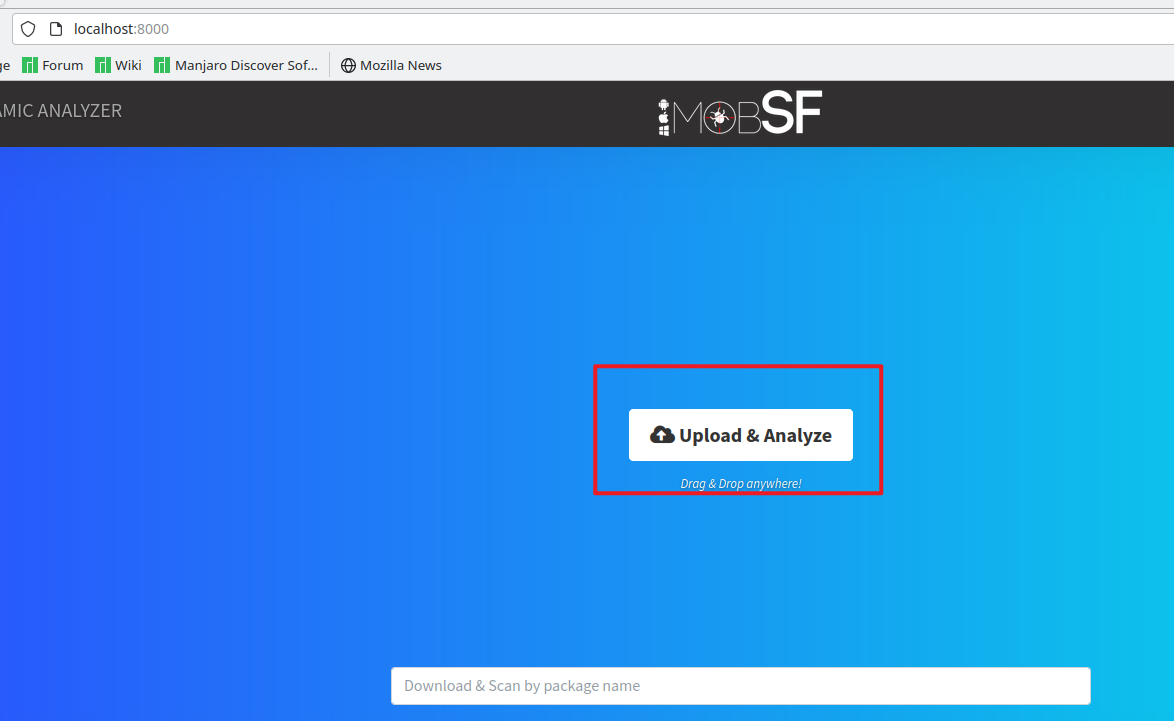 localhost:8000
ge Forum Wiki Manjaro Discover Sof... Mozilla News
AMIC ANALYZER MOBSF
Upload & Analyze
Drag & Drop anywhere!
Download & Scan by package name